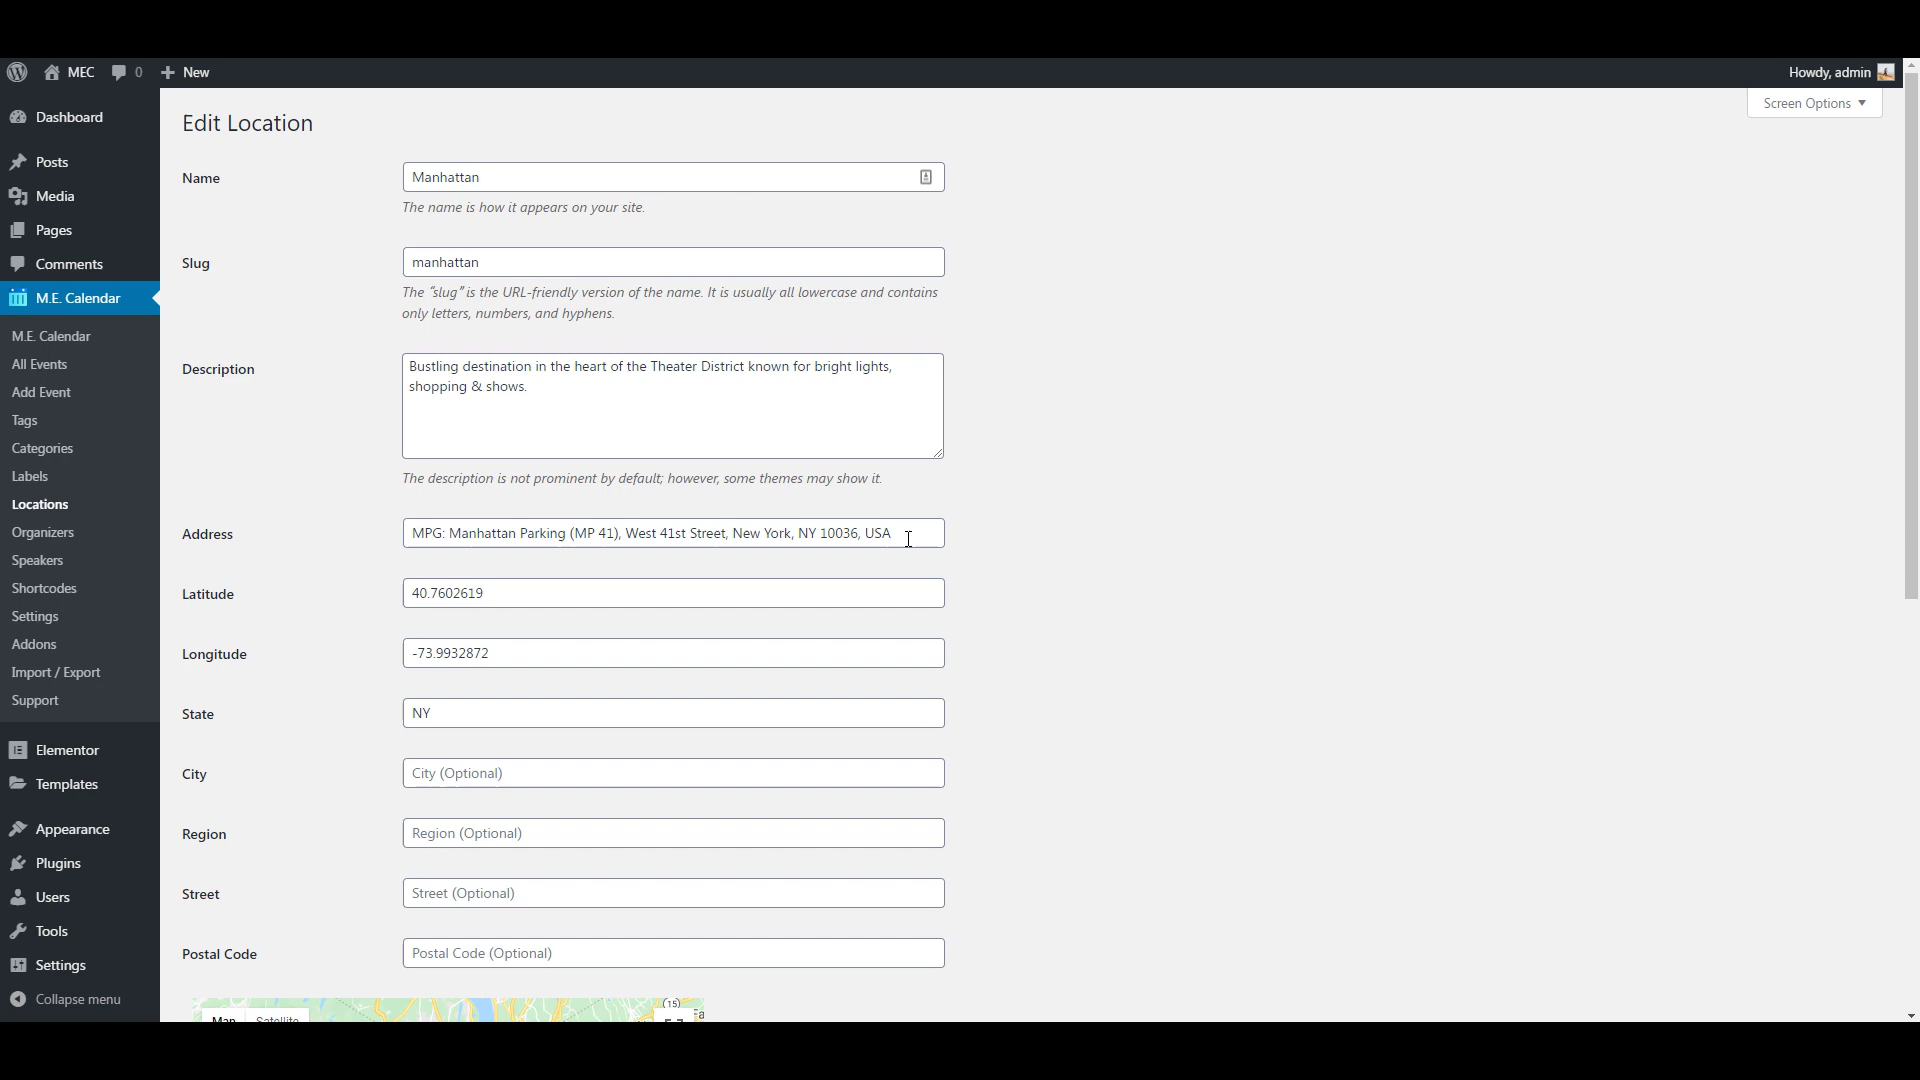 MEC
0
New
Howdy, admin
Screen Options
Dashboard
Posts
Media
Pages
Comments
M.E. Calendar
M.E. Calendar
All Events
Add Event
Tags
Categories
Labels
Locations
Organizers
Speakers
Shortcodes
Settings
Addons
Import / Export
Support
Elementor
Templates
Appearance
Plugins
Users
Tools
Settings
Collapse menu
Edit Location
Name
Manhattan
The name is how it appears on your site.
Slug
manhattan
The “slug” is the URL-friendly version of the name. It is usually all lowercase and contains
only letters, numbers, and hyphens.
Description
Bustling destination in the heart of the Theater District known for bright lights,
shopping & shows.
The description is not prominent by default; however, some themes may show it.
Address
MPG: Manhattan Parking (MP 41), West 41st Street, New York, NY 10036, USA
Latitude
40.7602619
Longitude
-73.9932872
State
NY
City
City (Optional)
Region
Region (Optional)
Street
Street (Optional)
Postal Code
Postal Code (Optional)
Map
Satellite
(15)